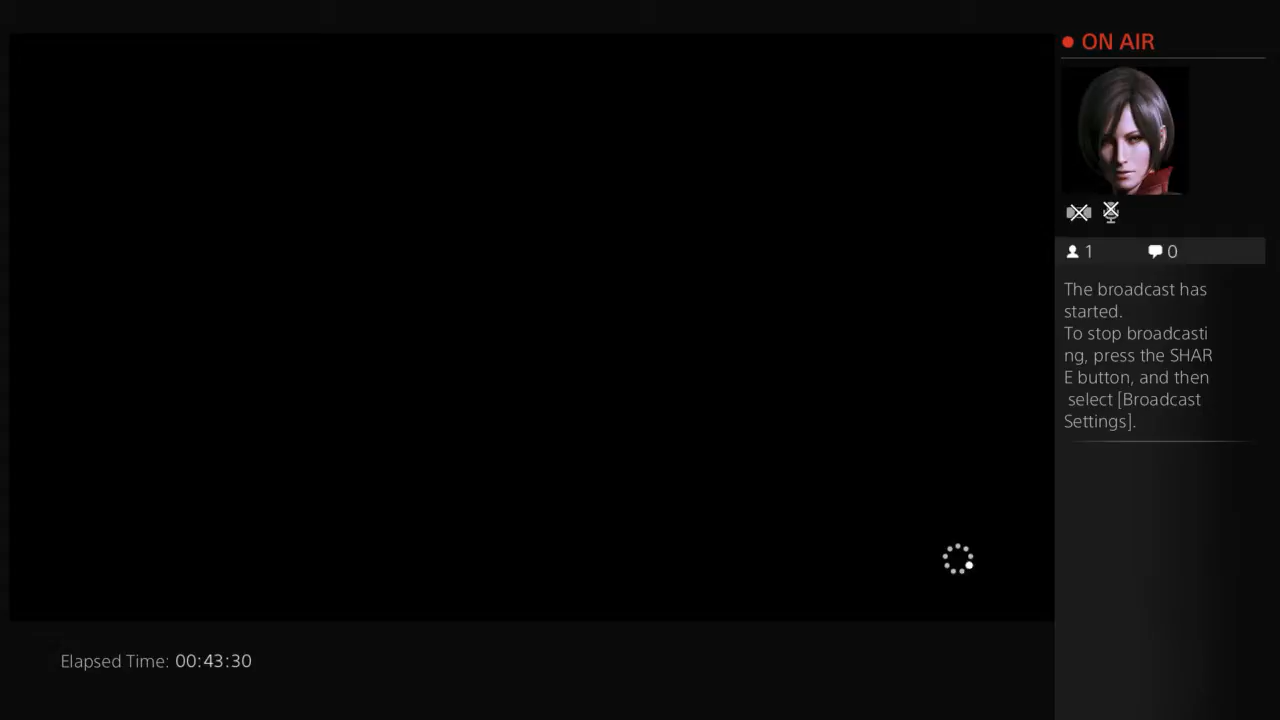 ON AIR
1 0
The broadcast has
started.
To stop broadcasti
ng, press the SHAR
E button, and then
select [Broadcast
Settings].
Elapsed Time: 00:43:30